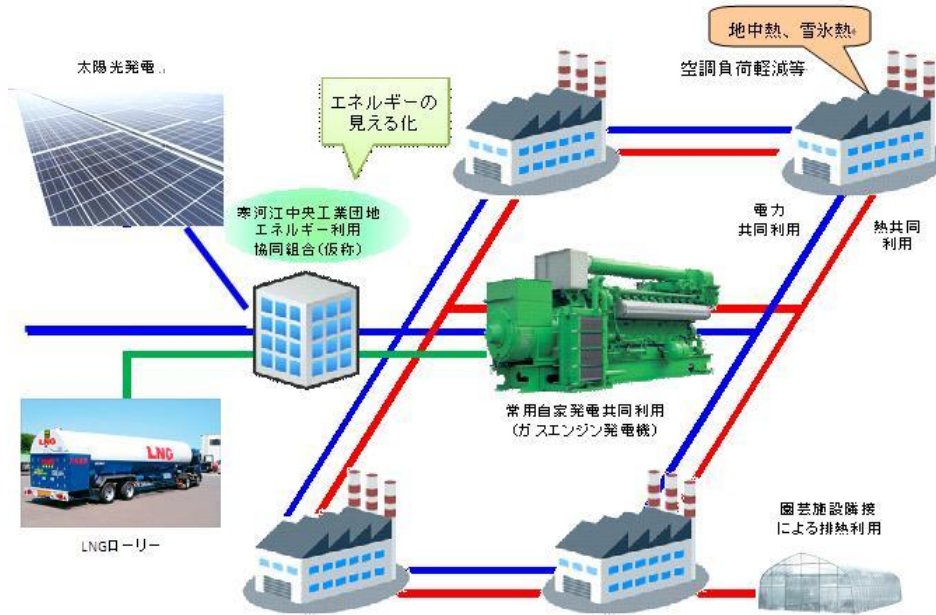 太陽光発電
エネルギーの
見える化
地中熱、雪氷熱
空調負荷軽減等
寒河江中央工業団地
エネルギー利用
協同組合(仮称)
電力
共同利用
熱共同
利用
常用自家発電共同利用
(ガスエンジン発電機)
LNG
LNG
LNGローリー
園芸施設隣接
による排熱利用